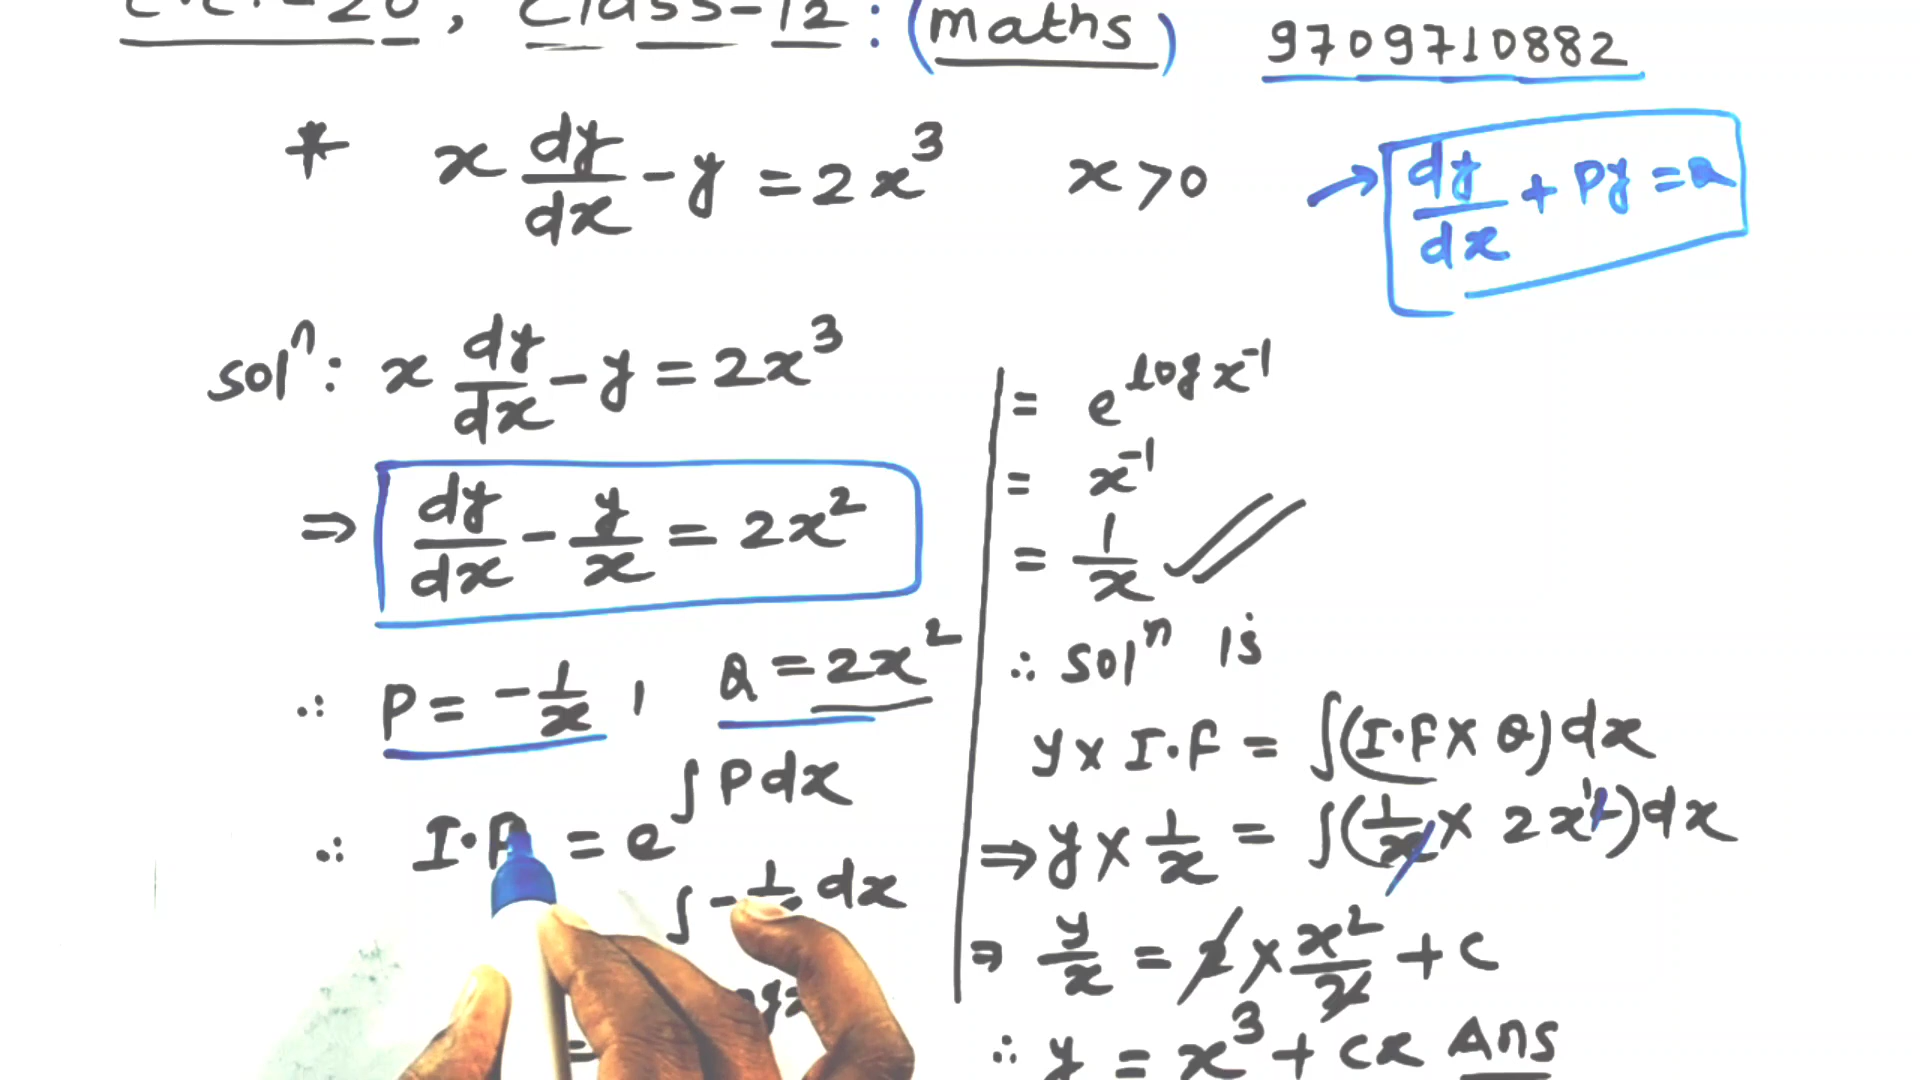 Class-12: (maths) 9709710882
* x dy/dx - y = 2x³ x>0 → dy/dx + Py = Q
solⁿ: x dy/dx - y = 2x³
⇒ dy/dx - y/x = 2x²
∴ P = -1/x, Q = 2x²
∴ I.F = e^∫Pdx
∫-1/x dx
=
= e^log x⁻¹
= x⁻¹
= 1/x
∴ solⁿ is
y × I.F = ∫(I.F × Q)dx
⇒ y × 1/x = ∫(1/x × 2x²)dx
⇒ y/x = 2 × x²/2 + c
∴ y = x³ + cx Ans